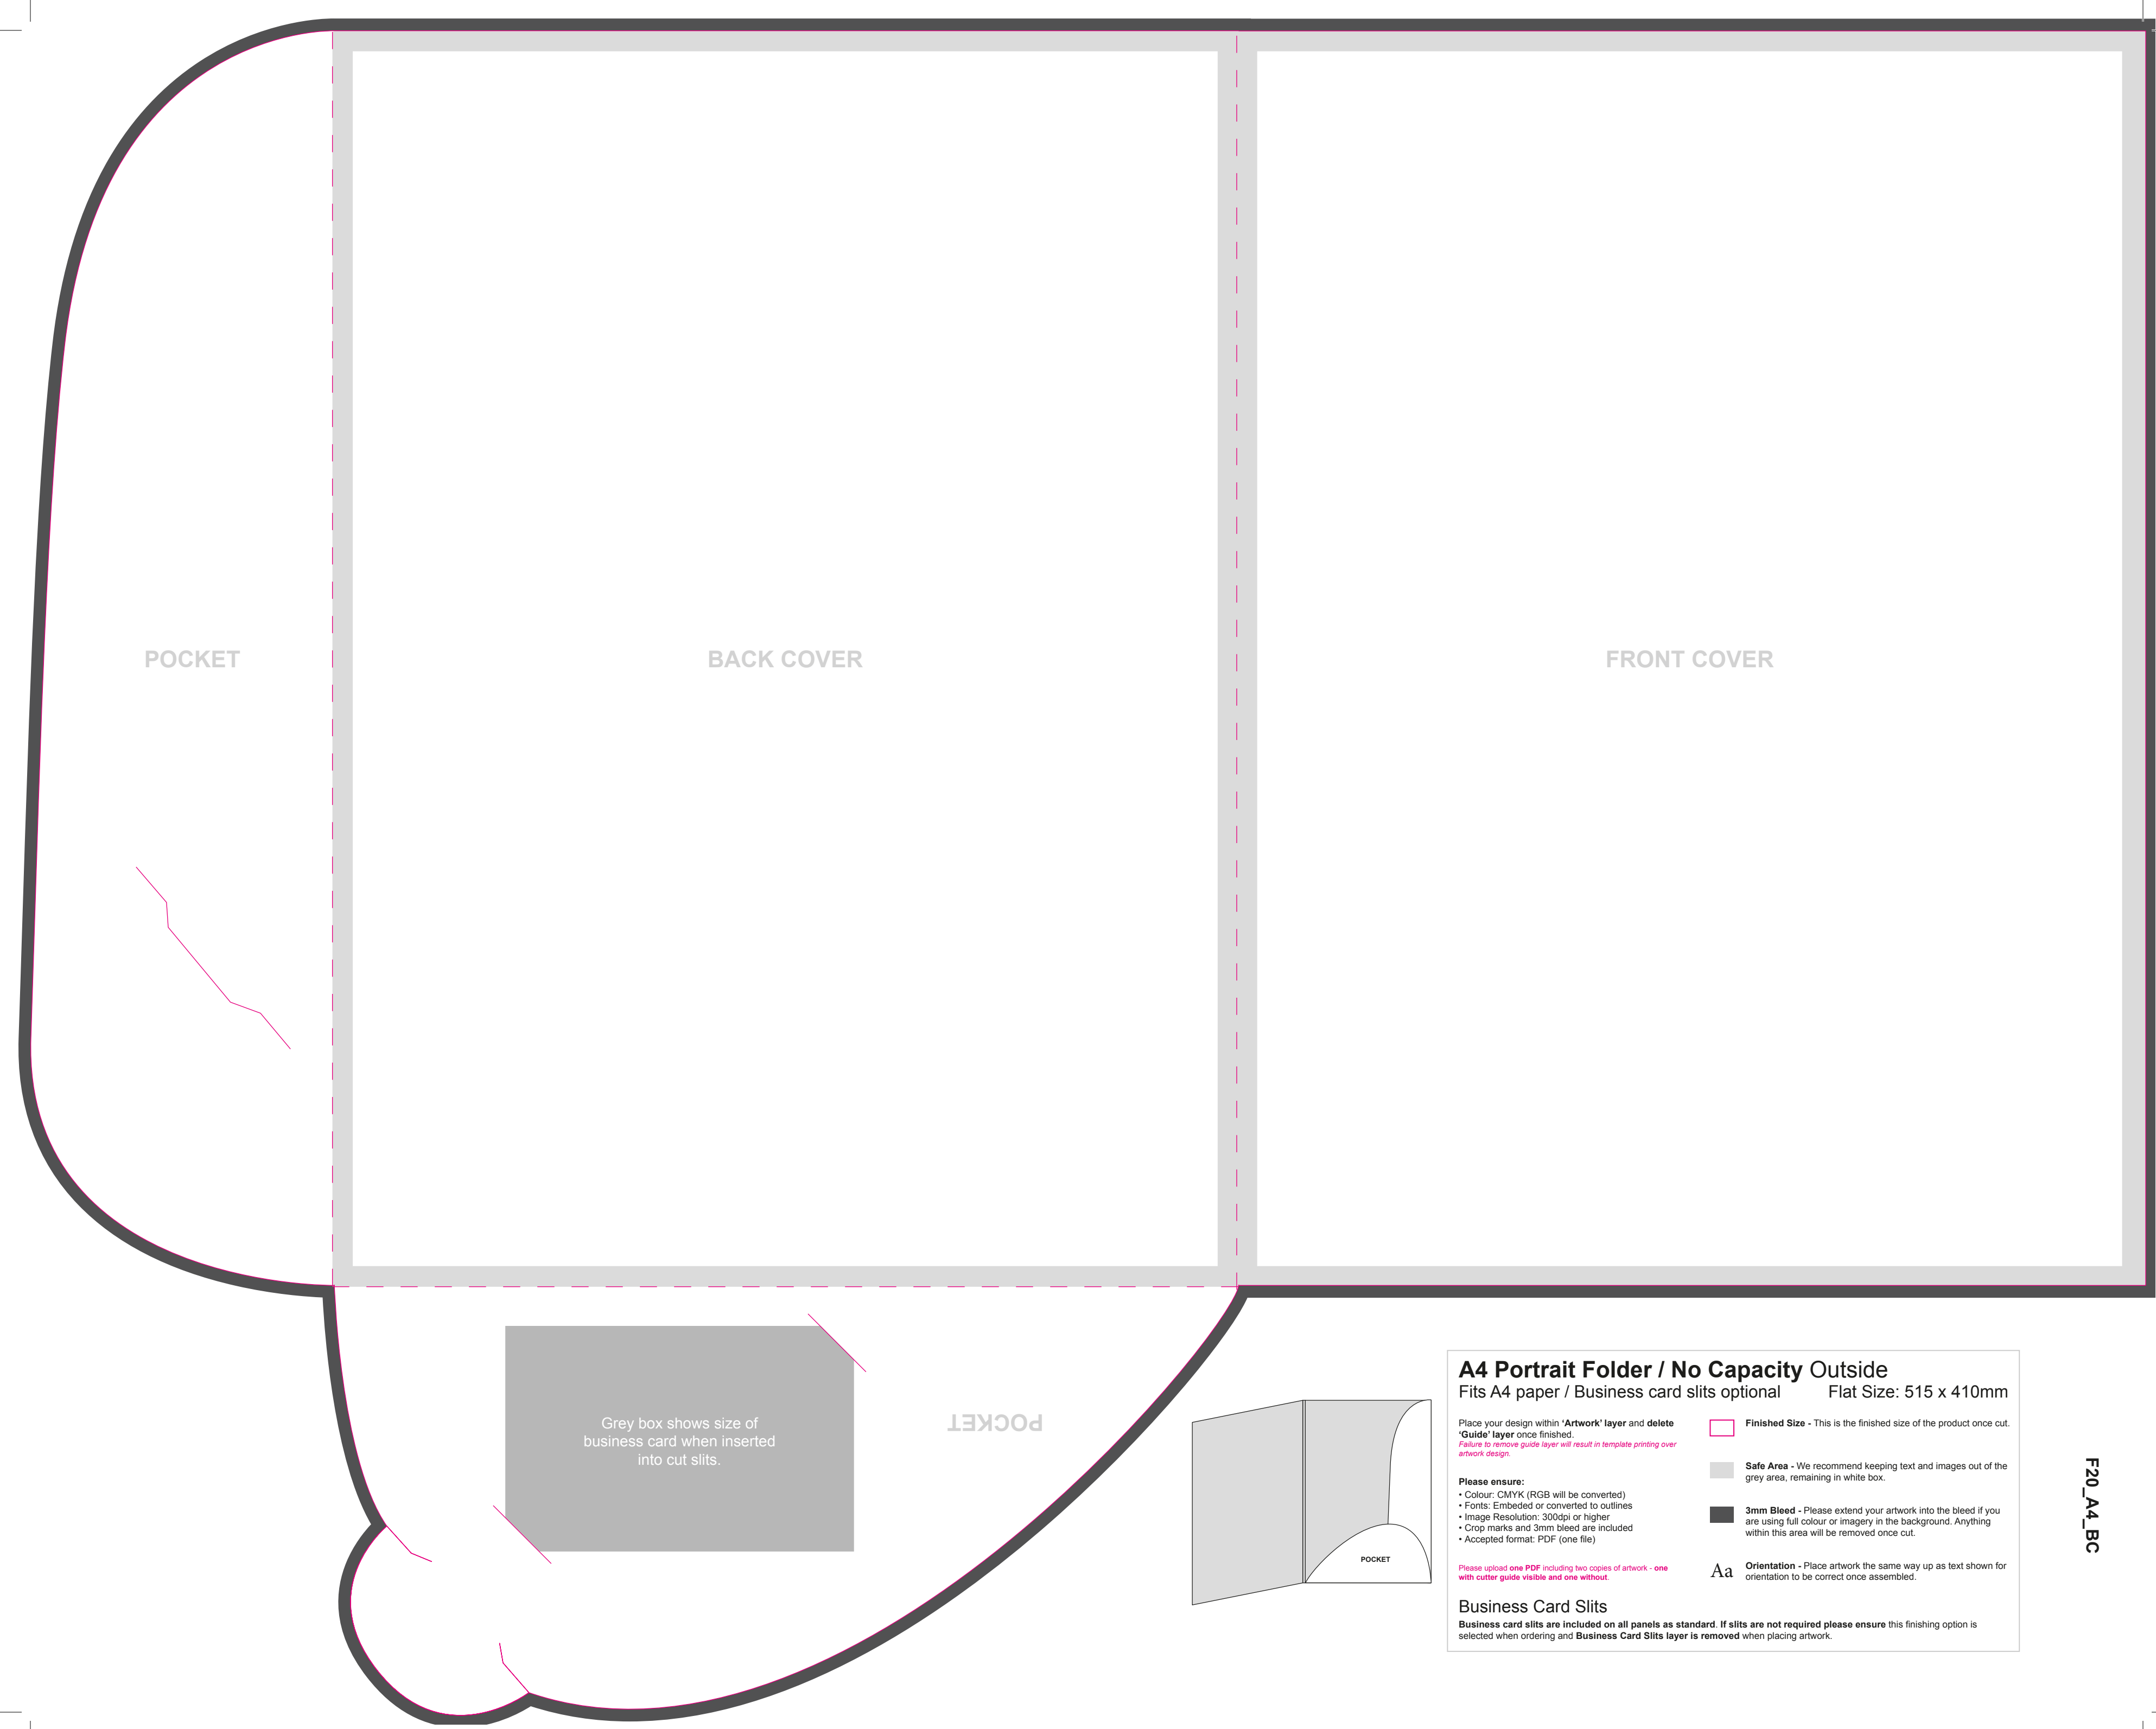 POCKET
BACK COVER
FRONT COVER
Grey box shows size of
business card when inserted
into cut slits.
POCKET
POCKET
A4 Portrait Folder / No Capacity Outside
Fits A4 paper / Business card slits optional Flat Size: 515 x 410mm
Place your design within ‘Artwork’ layer and delete
‘Guide’ layer once finished.
Failure to remove guide layer will result in template printing over
artwork design.
Please ensure:
• Colour: CMYK (RGB will be converted)
• Fonts: Embeded or converted to outlines
• Image Resolution: 300dpi or higher
• Crop marks and 3mm bleed are included
• Accepted format: PDF (one file)
Please upload one PDF including two copies of artwork - one
with cutter guide visible and one without.
Finished Size - This is the finished size of the product once cut.
Safe Area - We recommend keeping text and images out of the
grey area, remaining in white box.
3mm Bleed - Please extend your artwork into the bleed if you
are using full colour or imagery in the background. Anything
within this area will be removed once cut.
Aa
Orientation - Place artwork the same way up as text shown for
orientation to be correct once assembled.
Business Card Slits
Business card slits are included on all panels as standard. If slits are not required please ensure this finishing option is
selected when ordering and Business Card Slits layer is removed when placing artwork.
F20_A4_BC